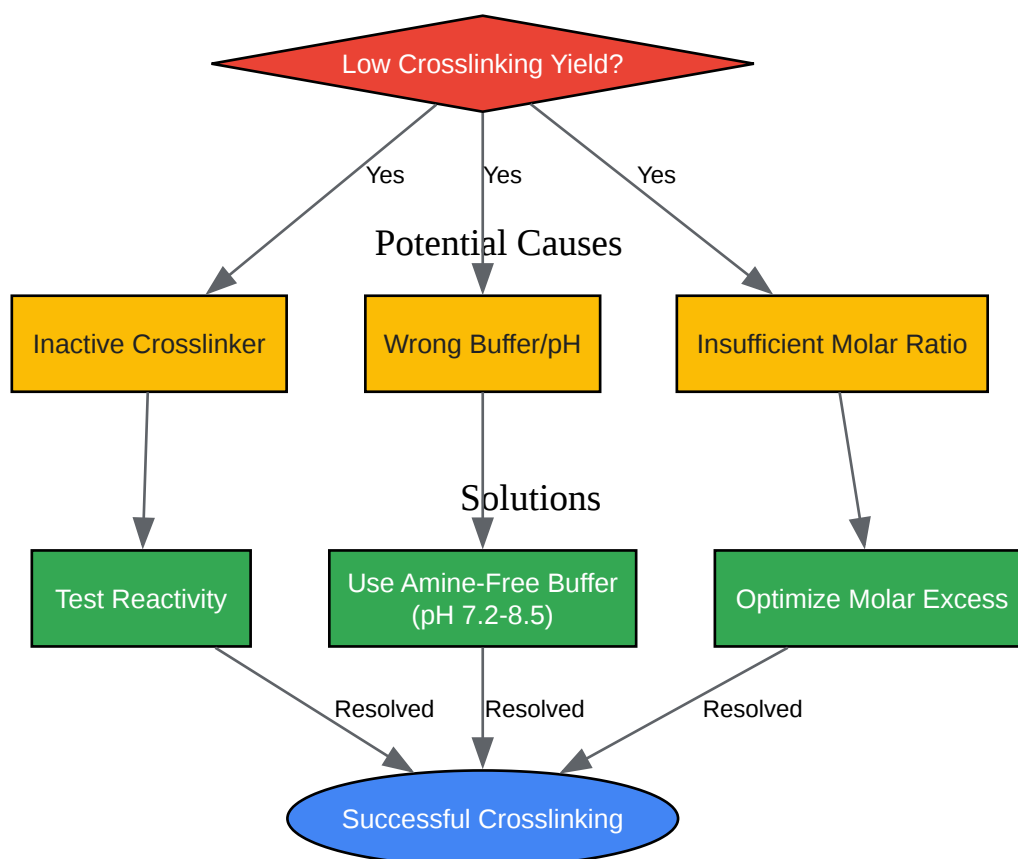 Low Crosslinking Yield?
Yes
Yes
Yes
Potential Causes
Inactive Crosslinker
Wrong Buffer/pH
Insufficient Molar Ratio
Solutions
Test Reactivity
Use Amine-Free Buffer
(pH 7.2-8.5)
Optimize Molar Excess
Resolved
Resolved
Resolved
Successful Crosslinking